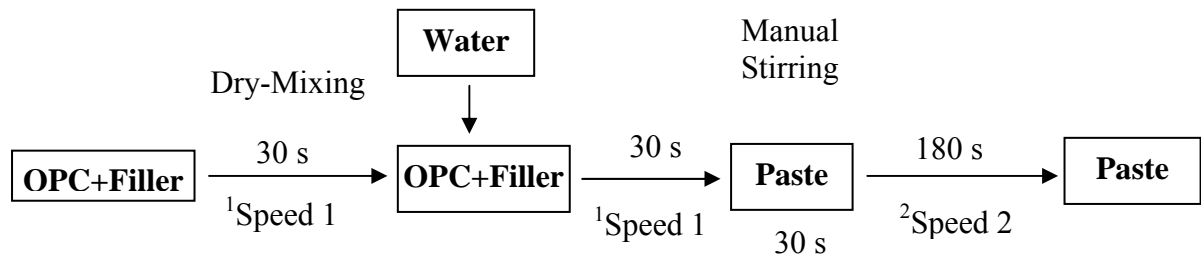 Water
Manual
Stirring
Dry-Mixing
OPC+Filler
30 s
¹Speed 1
OPC+Filler
30 s
¹Speed 1
Paste
30 s
180 s
²Speed 2
Paste